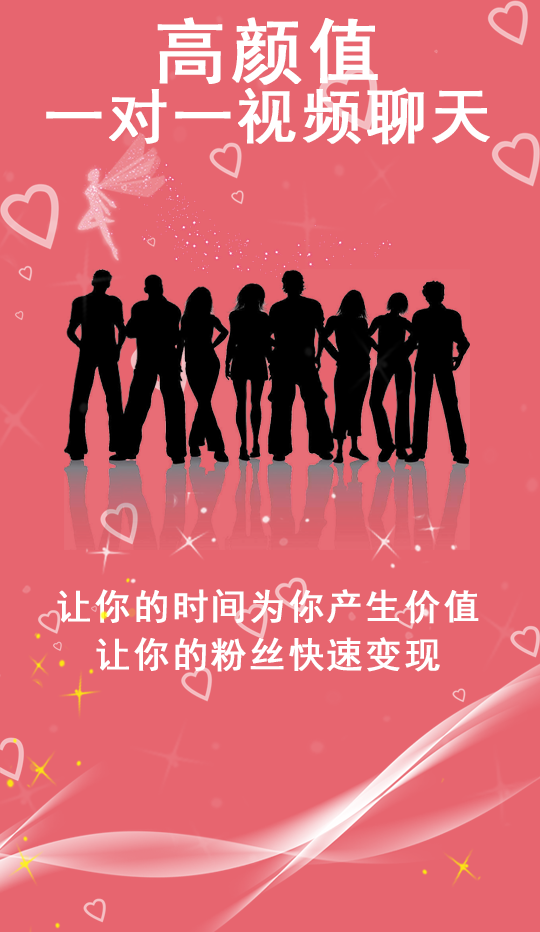 高颜值
一对一视频聊天
让你的时间为你产生价值
让你的粉丝快速变现